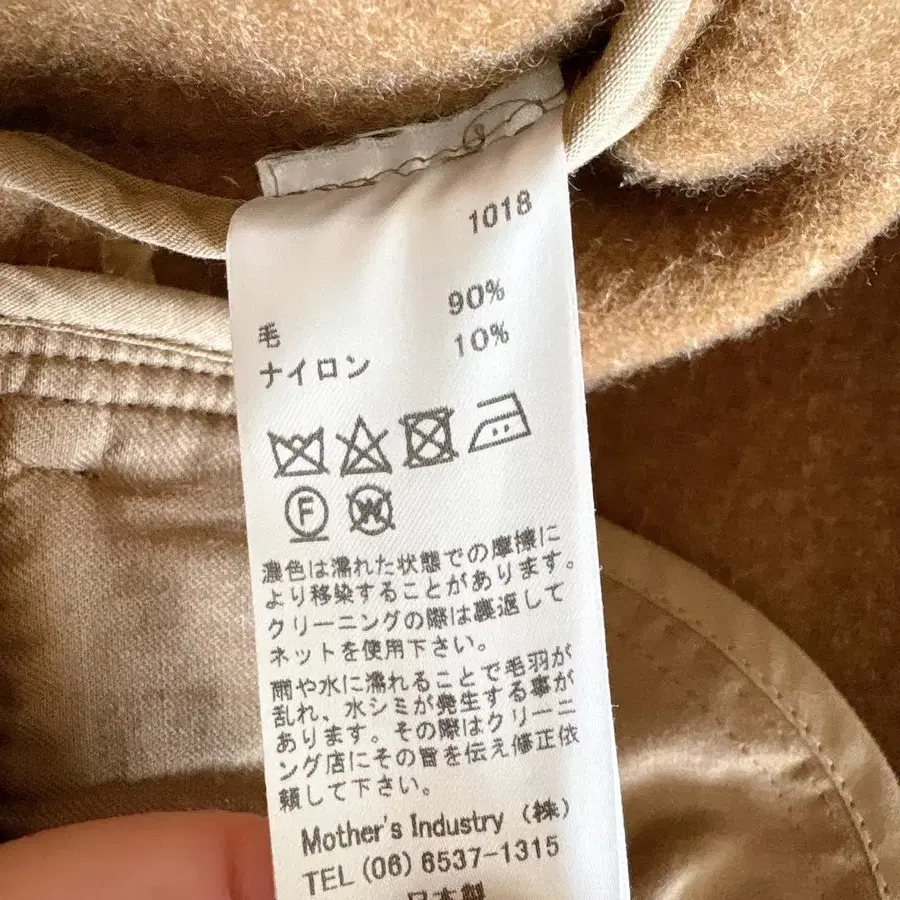 1018
毛 90%
ナイロン 10%
F
W
濃色は濡れた状態での摩擦に
より移染することがあります。
クリーニングの際は裏返して
ネットを使用下さい。
雨や水に濡れることで毛羽が
乱れ、水シミが発生する事が
あります。その際はクリーニ
ング店にその旨を伝え修正依
頼して下さい。
Mother's Industry (株)
TEL (06) 6537-1315
日本製